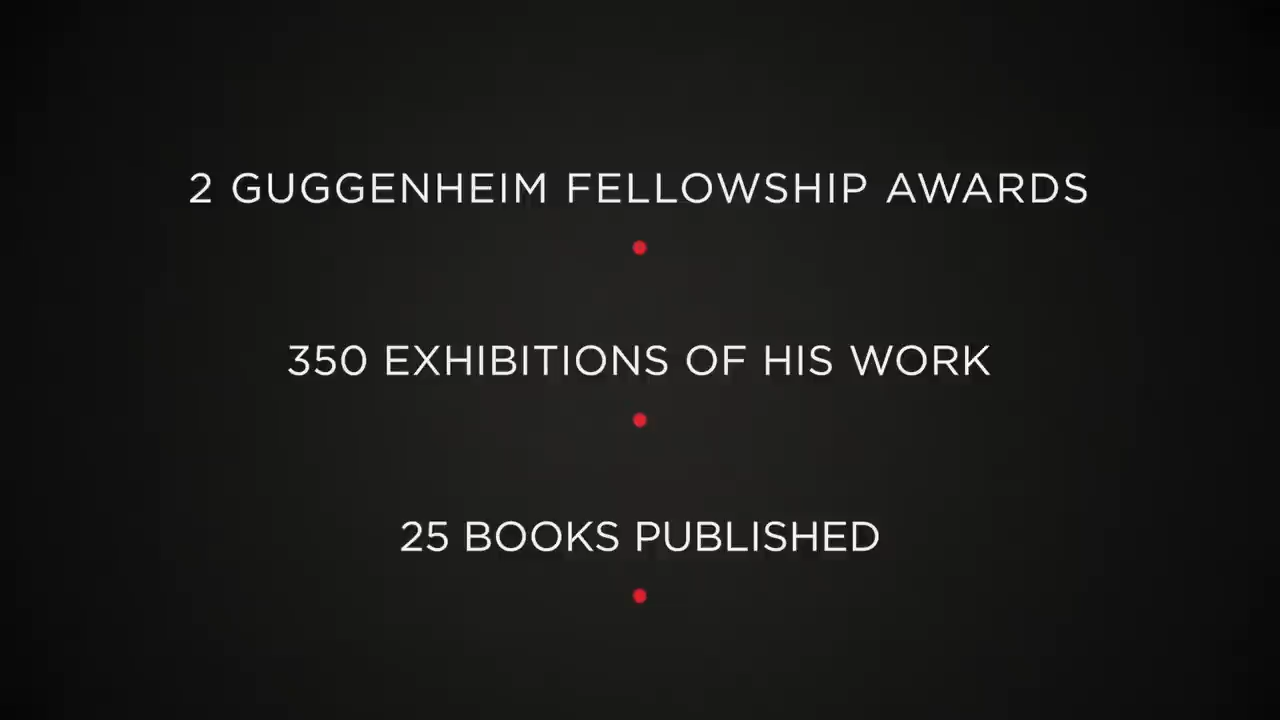 2 GUGGENHEIM FELLOWSHIP AWARDS
350 EXHIBITIONS OF HIS WORK
25 BOOKS PUBLISHED